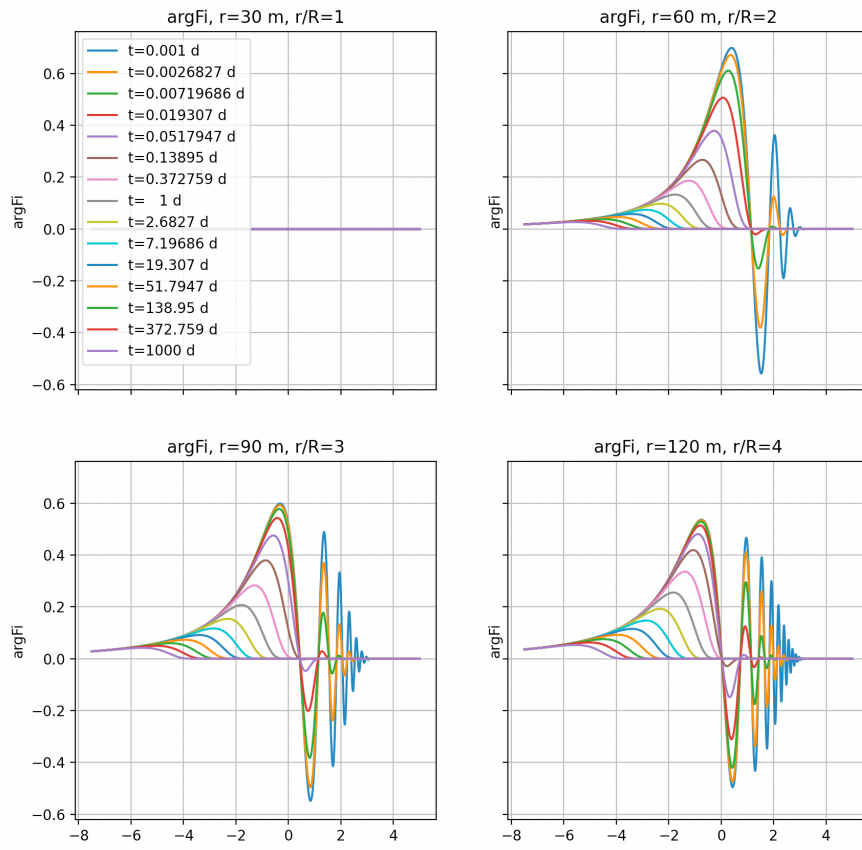 argFi, r=30 m, r/R=1
argFi
0.6
0.4
0.2
0.0
−0.2
−0.4
−0.6
t=0.001 d
t=0.0026827 d
t=0.00719686 d
t=0.019307 d
t=0.0517947 d
t=0.13895 d
t=0.372759 d
t=   1 d
t=2.6827 d
t=7.19686 d
t=19.307 d
t=51.7947 d
t=138.95 d
t=372.759 d
t=1000 d
argFi, r=60 m, r/R=2
argFi
argFi, r=90 m, r/R=3
argFi
0.6
0.4
0.2
0.0
−0.2
−0.4
−0.6
−8 −6 −4 −2 0 2 4
argFi, r=120 m, r/R=4
argFi
−8 −6 −4 −2 0 2 4